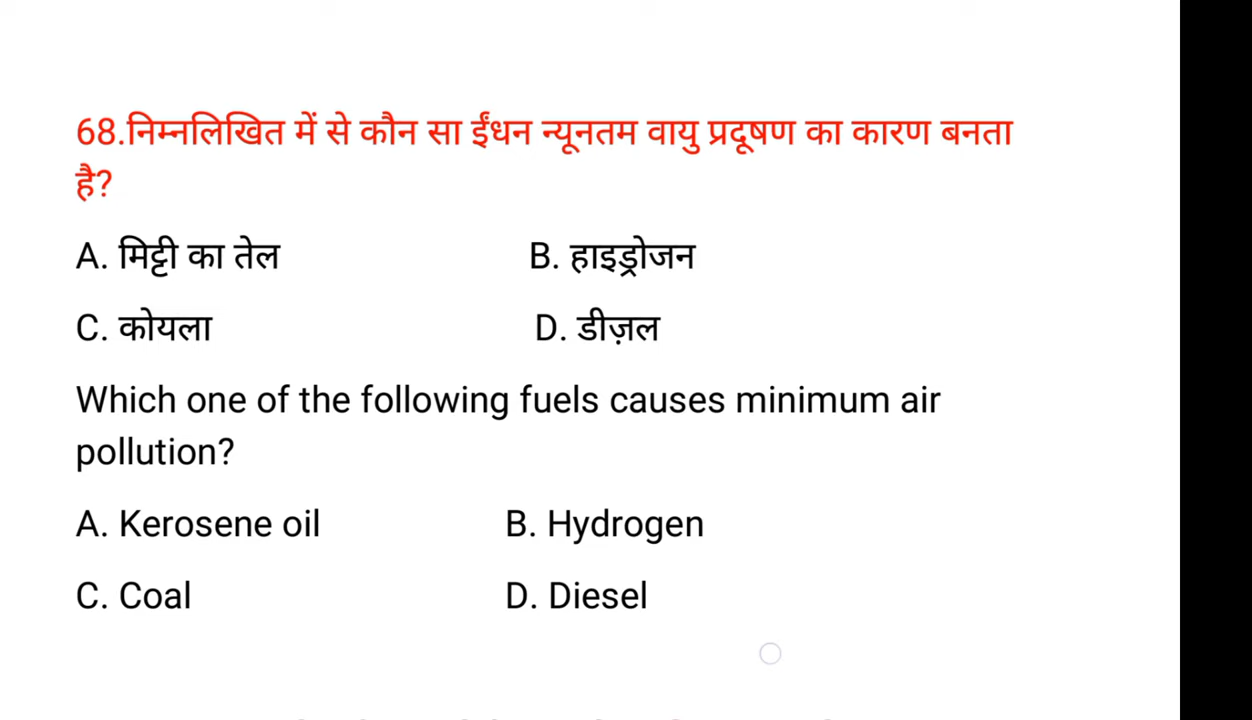 68.निम्नलिखित में से कौन सा ईंधन न्यूनतम वायु प्रदूषण का कारण बनता
है?
A. मिट्टी का तेल B. हाइड्रोजन
C. कोयला D. डीज़ल
Which one of the following fuels causes minimum air
pollution?
A. Kerosene oil B. Hydrogen
C. Coal D. Diesel